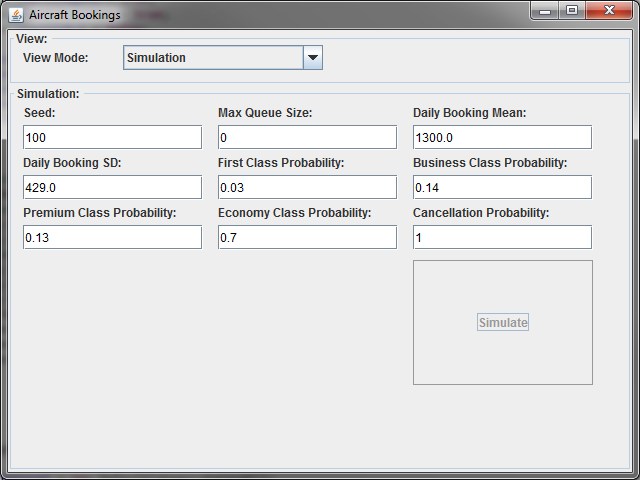 Aircraft Bookings
View:
View Mode: Simulation
Simulation:
Seed: Max Queue Size: Daily Booking Mean:
100 0 1300.0
Daily Booking SD: First Class Probability: Business Class Probability:
429.0 0.03 0.14
Premium Class Probability: Economy Class Probability: Cancellation Probability:
0.13 0.7 1
Simulate